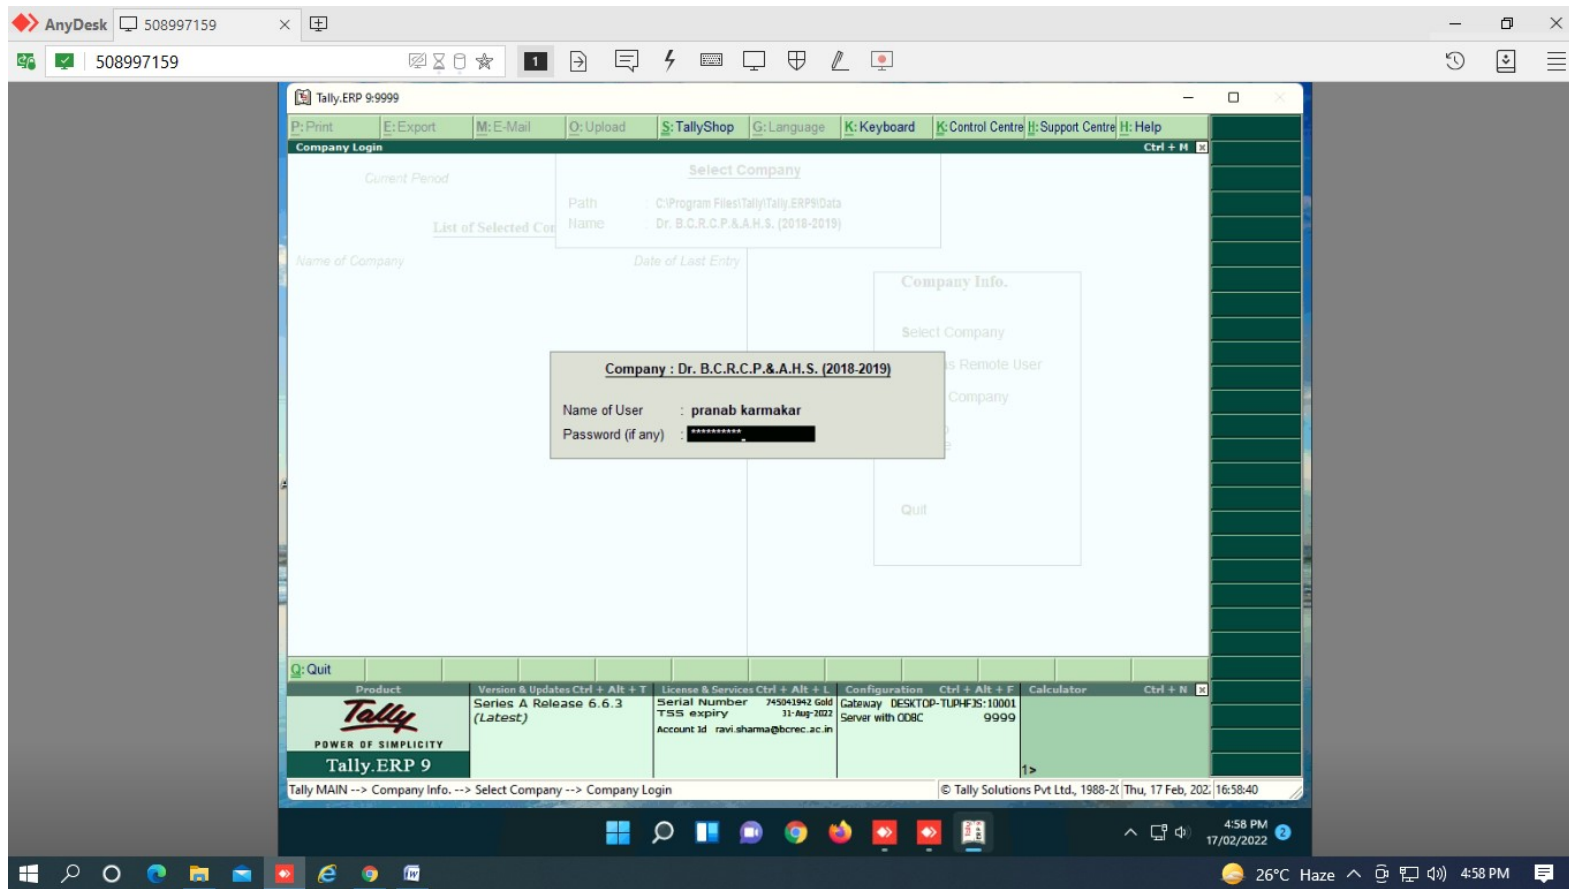 AnyDesk 508997159
508997159 1
Tally.ERP 9:9999
P: Print E: Export M: E-Mail O: Upload S: TallyShop G: Language K: Keyboard K: Control Centre H: Support Centre H: Help
Company Login Ctrl + M
Current Period
Select Company
Path : C:\Program Files\Tally\Tally.ERP9\Data
List of Selected Con
Name : Dr. B.C.R.C.P.&.A.H.S. (2018-2019)
Name of Company Date of Last Entry
Company Info.
Select Company
s Remote User
Company
Company : Dr. B.C.R.C.P.&.A.H.S. (2018-2019)
Name of User : pranab karmakar
Password (if any) : **********
Quit
Q: Quit
Product Version & Updates Ctrl + Alt + T License & Services Ctrl + Alt + L Configuration Ctrl + Alt + F Calculator Ctrl + N
Tally
POWER OF SIMPLICITY
Tally.ERP 9
Series A Release 6.6.3
(Latest)
Serial Number 745041942 Gold
TSS expiry 31-Aug-2022
Account Id ravi.sharma@bcrec.ac.in
Gateway DESKTOP-TUPHFJS:10001
Server with ODBC 9999
1>
Tally MAIN --> Company Info. --> Select Company --> Company Login © Tally Solutions Pvt Ltd., 1988-2( Thu, 17 Feb, 202 16:58:40
4:58 PM
17/02/2022 2
26°C Haze 4:58 PM